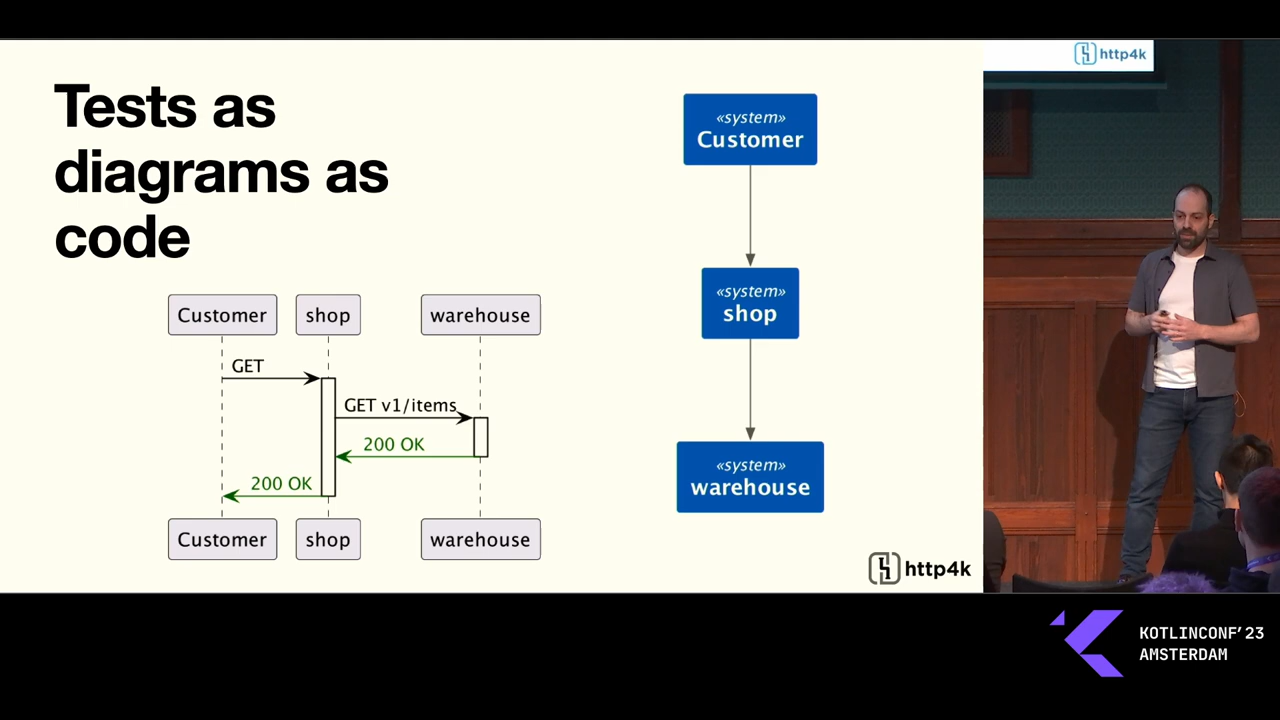 Tests as
diagrams as
code
Customer
shop
warehouse
GET
GET v1/items
200 OK
200 OK
Customer
shop
warehouse
«system»
Customer
«system»
shop
«system»
warehouse
http4k
http4k
KOTLINCONF'23
AMSTERDAM